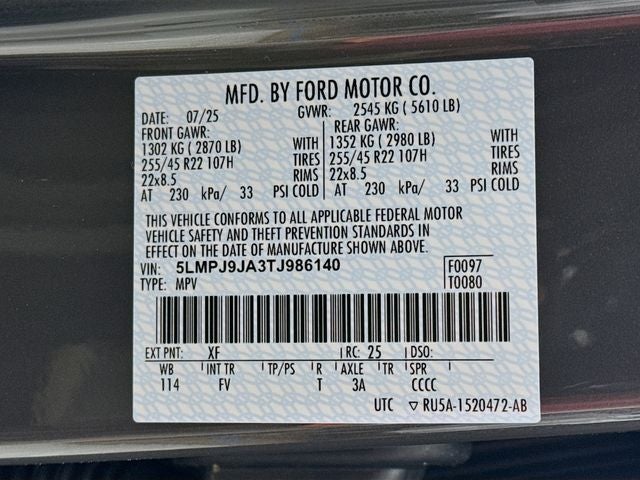 MFD. BY FORD MOTOR CO.
DATE: 07/25 GVWR: 2545 KG ( 5610 LB)
FRONT GAWR: REAR GAWR:
1302 KG ( 2870 LB) WITH 1352 KG ( 2980 LB) WITH
255/45 R22 107H TIRES 255/45 R22 107H TIRES
22x8.5 RIMS 22x8.5 RIMS
AT 230 kPa/ 33 PSI COLD AT 230 kPa/ 33 PSI COLD
THIS VEHICLE CONFORMS TO ALL APPLICABLE FEDERAL MOTOR
VEHICLE SAFETY AND THEFT PREVENTION STANDARDS IN
EFFECT ON THE DATE OF MANUFACTURE SHOWN ABOVE.
VIN: 5LMPJ9JA3TJ986140 F0097
TYPE: MPV T0080
EXT PNT: XF RC: 25 DSO:
WB INT TR TP/PS R AXLE TR SPR
114 FV T 3A CCCC
UTC ▽ RU5A-1520472-AB